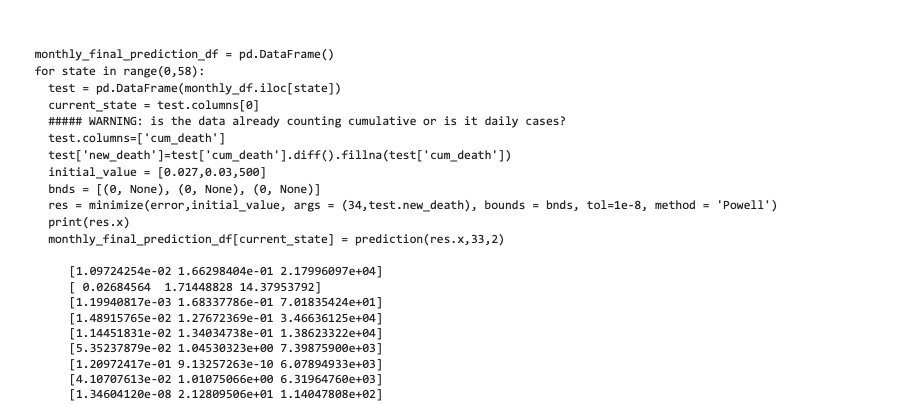 monthly_final_prediction_df = pd.DataFrame()
for state in range(0,58):
  test = pd.DataFrame(monthly_df.iloc[state])
  current_state = test.columns[0]
  ##### WARNING: is the data already counting cumulative or is it daily cases?
  test.columns=['cum_death']
  test['new_death']=test['cum_death'].diff().fillna(test['cum_death'])
  initial_value = [0.027,0.03,500]
  bnds = [(0, None), (0, None), (0, None)]
  res = minimize(error,initial_value, args = (34,test.new_death), bounds = bnds, tol=1e-8, method = 'Powell')
  print(res.x)
  monthly_final_prediction_df[current_state] = prediction(res.x,33,2)
[1.09724254e-02 1.66298404e-01 2.17996097e+04]
[ 0.02684564  1.71448828 14.37953792]
[1.19940817e-03 1.68337786e-01 7.01835424e+01]
[1.48915765e-02 1.27672369e-01 3.46636125e+04]
[1.14451831e-02 1.34034738e-01 1.38623322e+04]
[5.35237879e-02 1.04530323e+00 7.39875900e+03]
[1.20972417e-01 9.13257263e-10 6.07894933e+03]
[4.10707613e-02 1.01075066e+00 6.31964760e+03]
[1.34604120e-08 2.12809506e+01 1.14047808e+02]